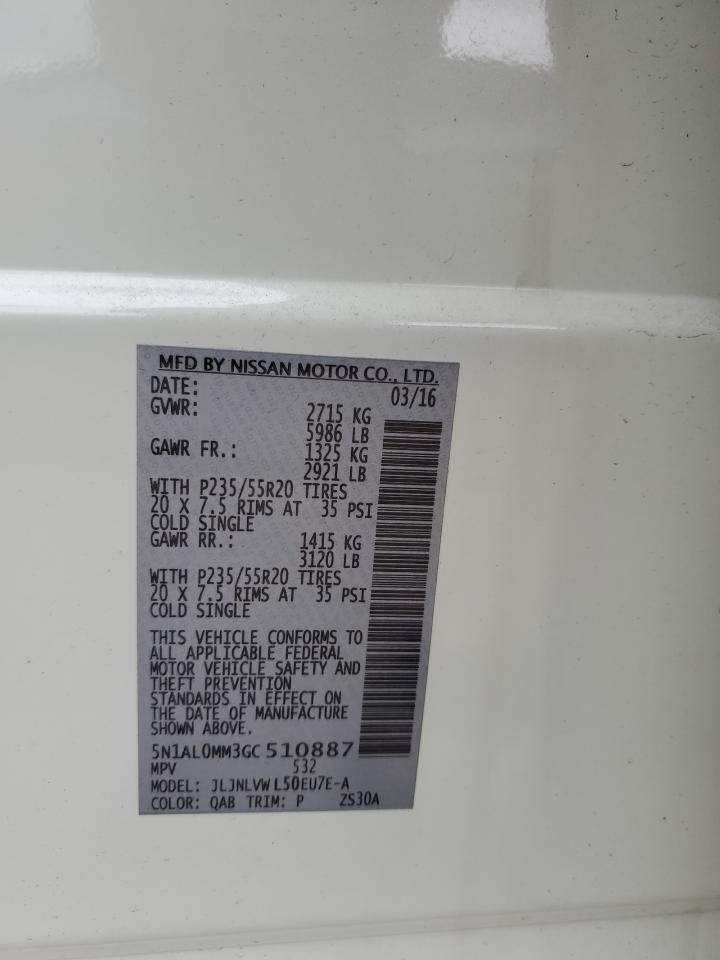 MFD BY NISSAN MOTOR CO., LTD.
DATE: 03/16
GVWR: 2715 KG
5986 LB
GAWR FR.: 1325 KG
2921 LB
WITH P235/55R20 TIRES
20 X 7.5 RIMS AT 35 PSI
COLD SINGLE
GAWR RR.: 1415 KG
3120 LB
WITH P235/55R20 TIRES
20 X 7.5 RIMS AT 35 PSI
COLD SINGLE
THIS VEHICLE CONFORMS TO
ALL APPLICABLE FEDERAL
MOTOR VEHICLE SAFETY AND
THEFT PREVENTION
STANDARDS IN EFFECT ON
THE DATE OF MANUFACTURE
SHOWN ABOVE.
5N1AL0MM3GC510887
MPV 532
MODEL: JLJNLVW L50EU7E-A
COLOR: QAB TRIM: P ZS30A